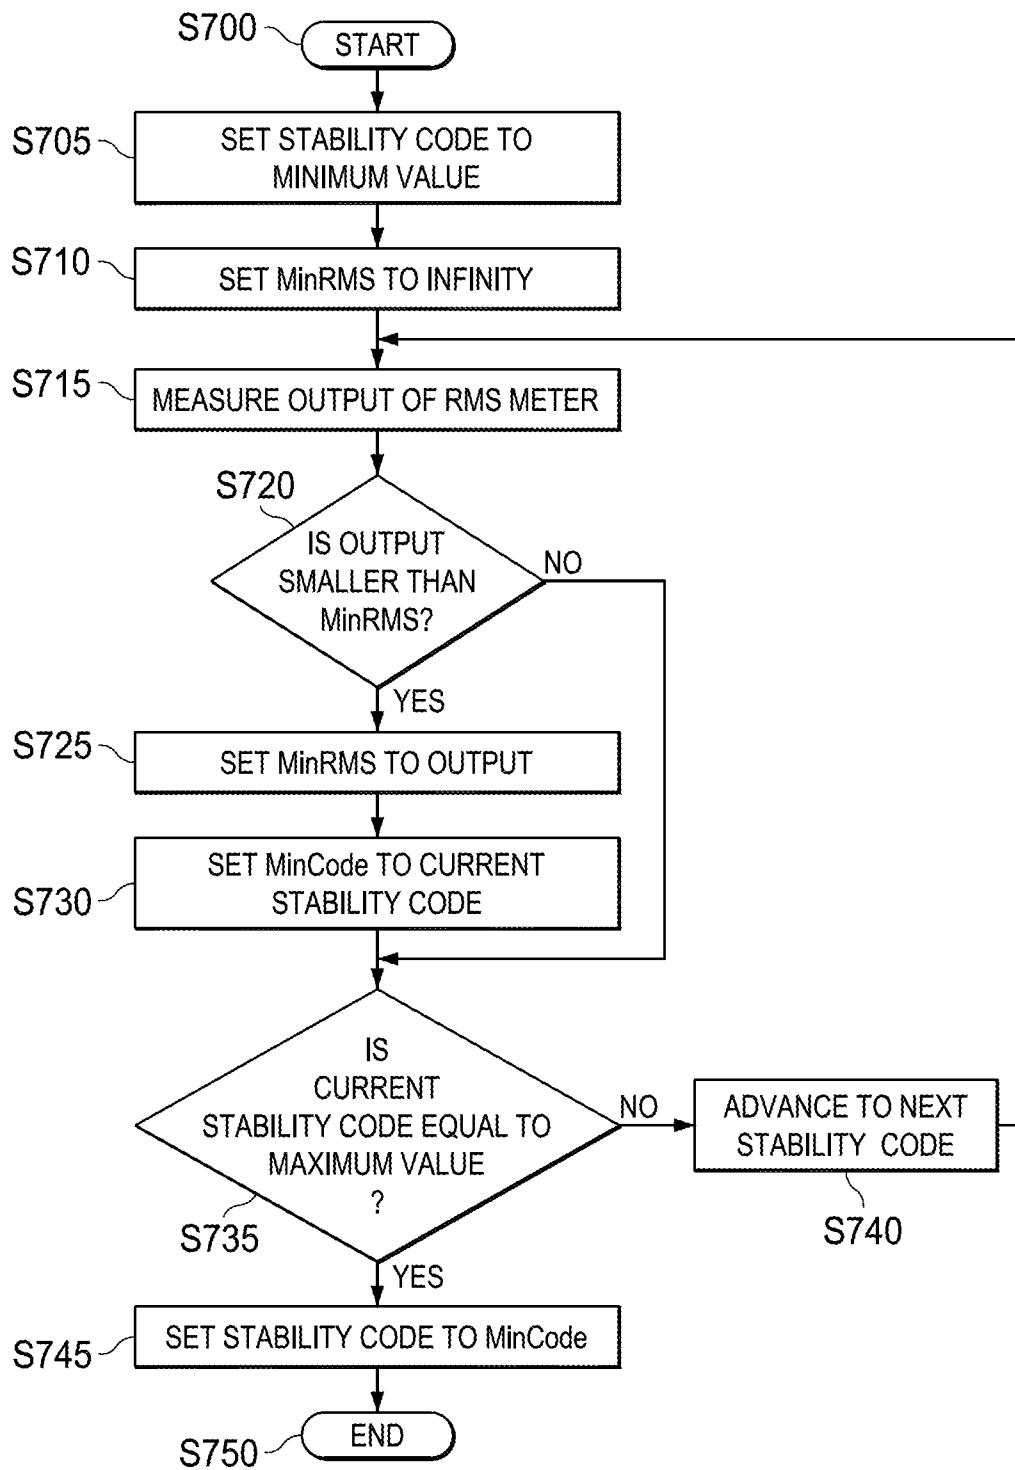 S700
START
S705
SET STABILITY CODE TO
MINIMUM VALUE
S710
SET MinRMS TO INFINITY
S715
MEASURE OUTPUT OF RMS METER
S720
IS OUTPUT
SMALLER THAN
MinRMS?
NO
YES
S725
SET MinRMS TO OUTPUT
S730
SET MinCode TO CURRENT
STABILITY CODE
IS
CURRENT
STABILITY CODE EQUAL TO
MAXIMUM VALUE
?
S735
NO
ADVANCE TO NEXT
STABILITY CODE
S740
YES
S745
SET STABILITY CODE TO MinCode
S750
END